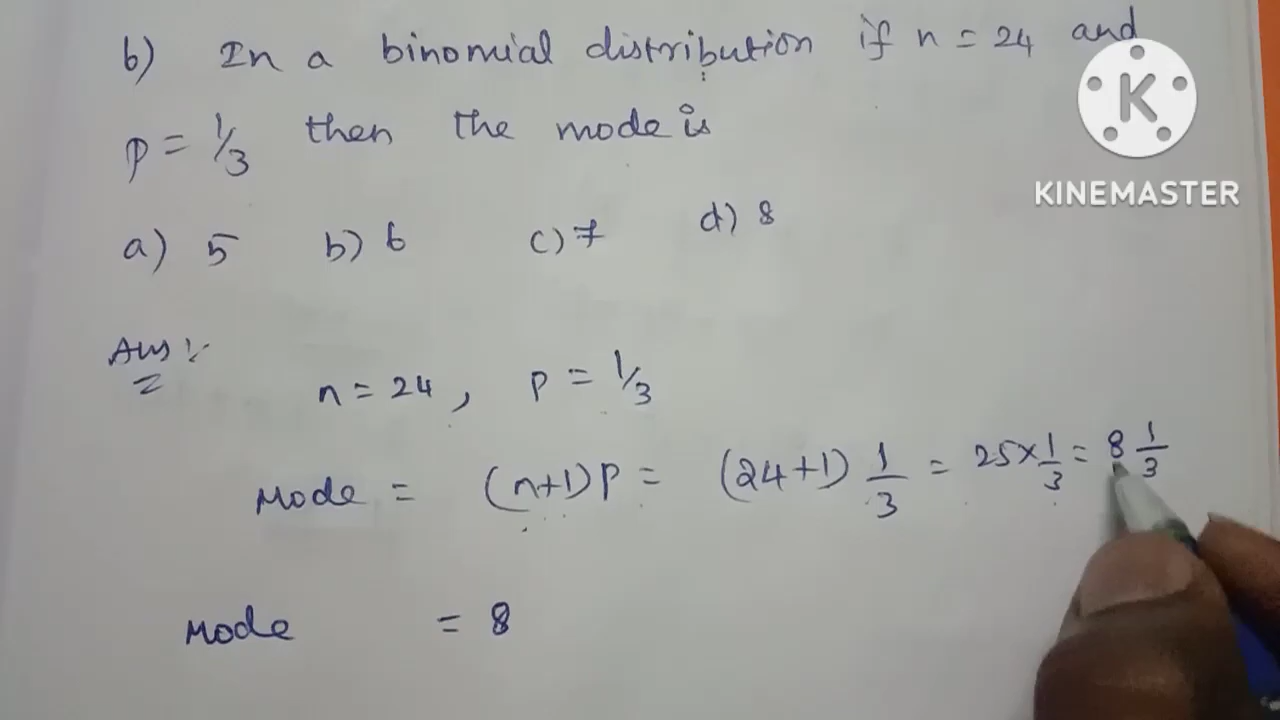 b) In a binomial distribution if n = 24 and
p = 1/3 then the mode is
a) 5 b) 6 c) 7 d) 8
Ans :-
n = 24, p = 1/3
Mode = (n+1)p = (24+1) 1/3 = 25 × 1/3 = 8 1/3
Mode = 8
K
KINEMASTER